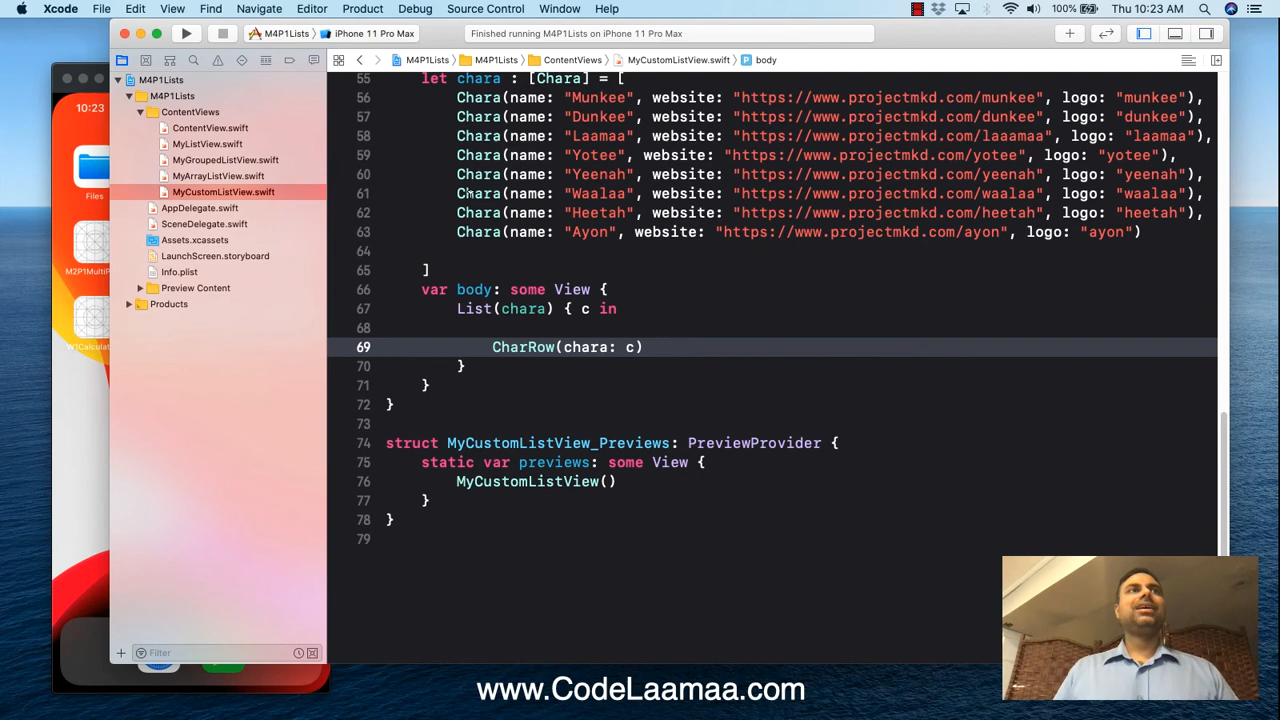 Xcode File Edit View Find Navigate Editor Product Debug Source Control Window Help 100% Thu 10:23 AM
M4P1Lists iPhone 11 Pro Max Finished running M4P1Lists on iPhone 11 Pro Max
M4P1Lists M4P1Lists ContentViews MyCustomListView.swift body
10:23
Files
M2P1MultiP
W1Calculat
M4P1Lists
M4P1Lists
ContentViews
ContentView.swift
MyListView.swift
MyGroupedListView.swift
MyArrayListView.swift
MyCustomListView.swift
AppDelegate.swift
SceneDelegate.swift
Assets.xcassets
LaunchScreen.storyboard
Info.plist
Preview Content
Products
Filter
55 let chara : [Chara] = [
56 Chara(name: "Munkee", website: "https://www.projectmkd.com/munkee", logo: "munkee"),
57 Chara(name: "Dunkee", website: "https://www.projectmkd.com/dunkee", logo: "dunkee"),
58 Chara(name: "Laamaa", website: "https://www.projectmkd.com/laaamaa", logo: "laamaa"),
59 Chara(name: "Yotee", website: "https://www.projectmkd.com/yotee", logo: "yotee"),
60 Chara(name: "Yeenah", website: "https://www.projectmkd.com/yeenah", logo: "yeenah"),
61 Chara(name: "Waalaa", website: "https://www.projectmkd.com/waalaa", logo: "waalaa"),
62 Chara(name: "Heetah", website: "https://www.projectmkd.com/heetah", logo: "heetah"),
63 Chara(name: "Ayon", website: "https://www.projectmkd.com/ayon", logo: "ayon")
64
65 ]
66 var body: some View {
67 List(chara) { c in
68
69 CharRow(chara: c)
70 }
71 }
72 }
73
74 struct MyCustomListView_Previews: PreviewProvider {
75 static var previews: some View {
76 MyCustomListView()
77 }
78 }
79
www.CodeLaamaa.com